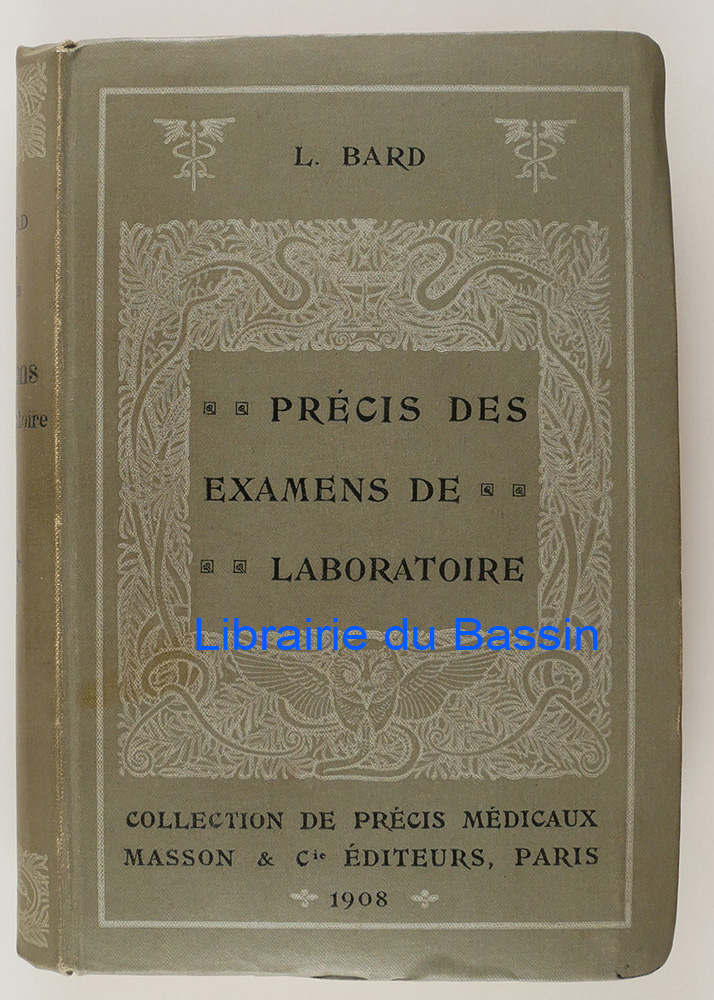 L. BARD
PRÉCIS DES
EXAMENS DE
LABORATOIRE
Librairie du Bassin
COLLECTION DE PRÉCIS MÉDICAUX
MASSON & Cie ÉDITEURS, PARIS
1908